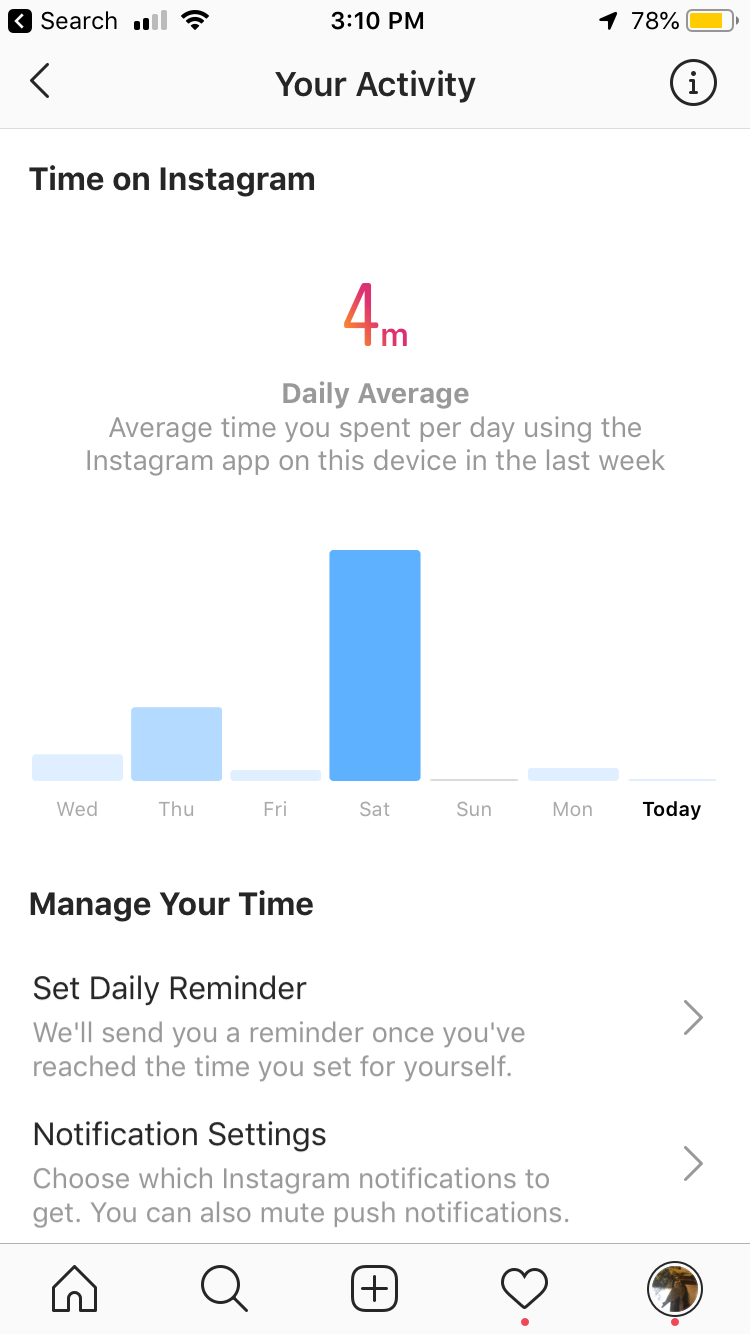 Search 3:10 PM 78%
Your Activity
Time on Instagram
4m
Daily Average
Average time you spent per day using the
Instagram app on this device in the last week
Wed Thu Fri Sat Sun Mon Today
Manage Your Time
Set Daily Reminder
We'll send you a reminder once you've
reached the time you set for yourself.
Notification Settings
Choose which Instagram notifications to
get. You can also mute push notifications.